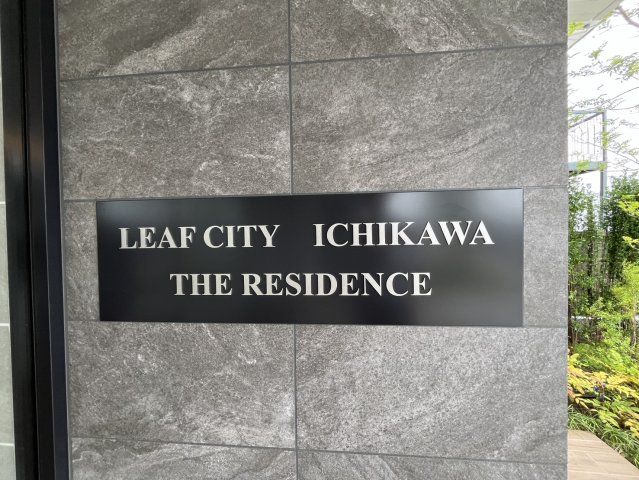 LEAF CITY ICHIKAWA
THE RESIDENCE